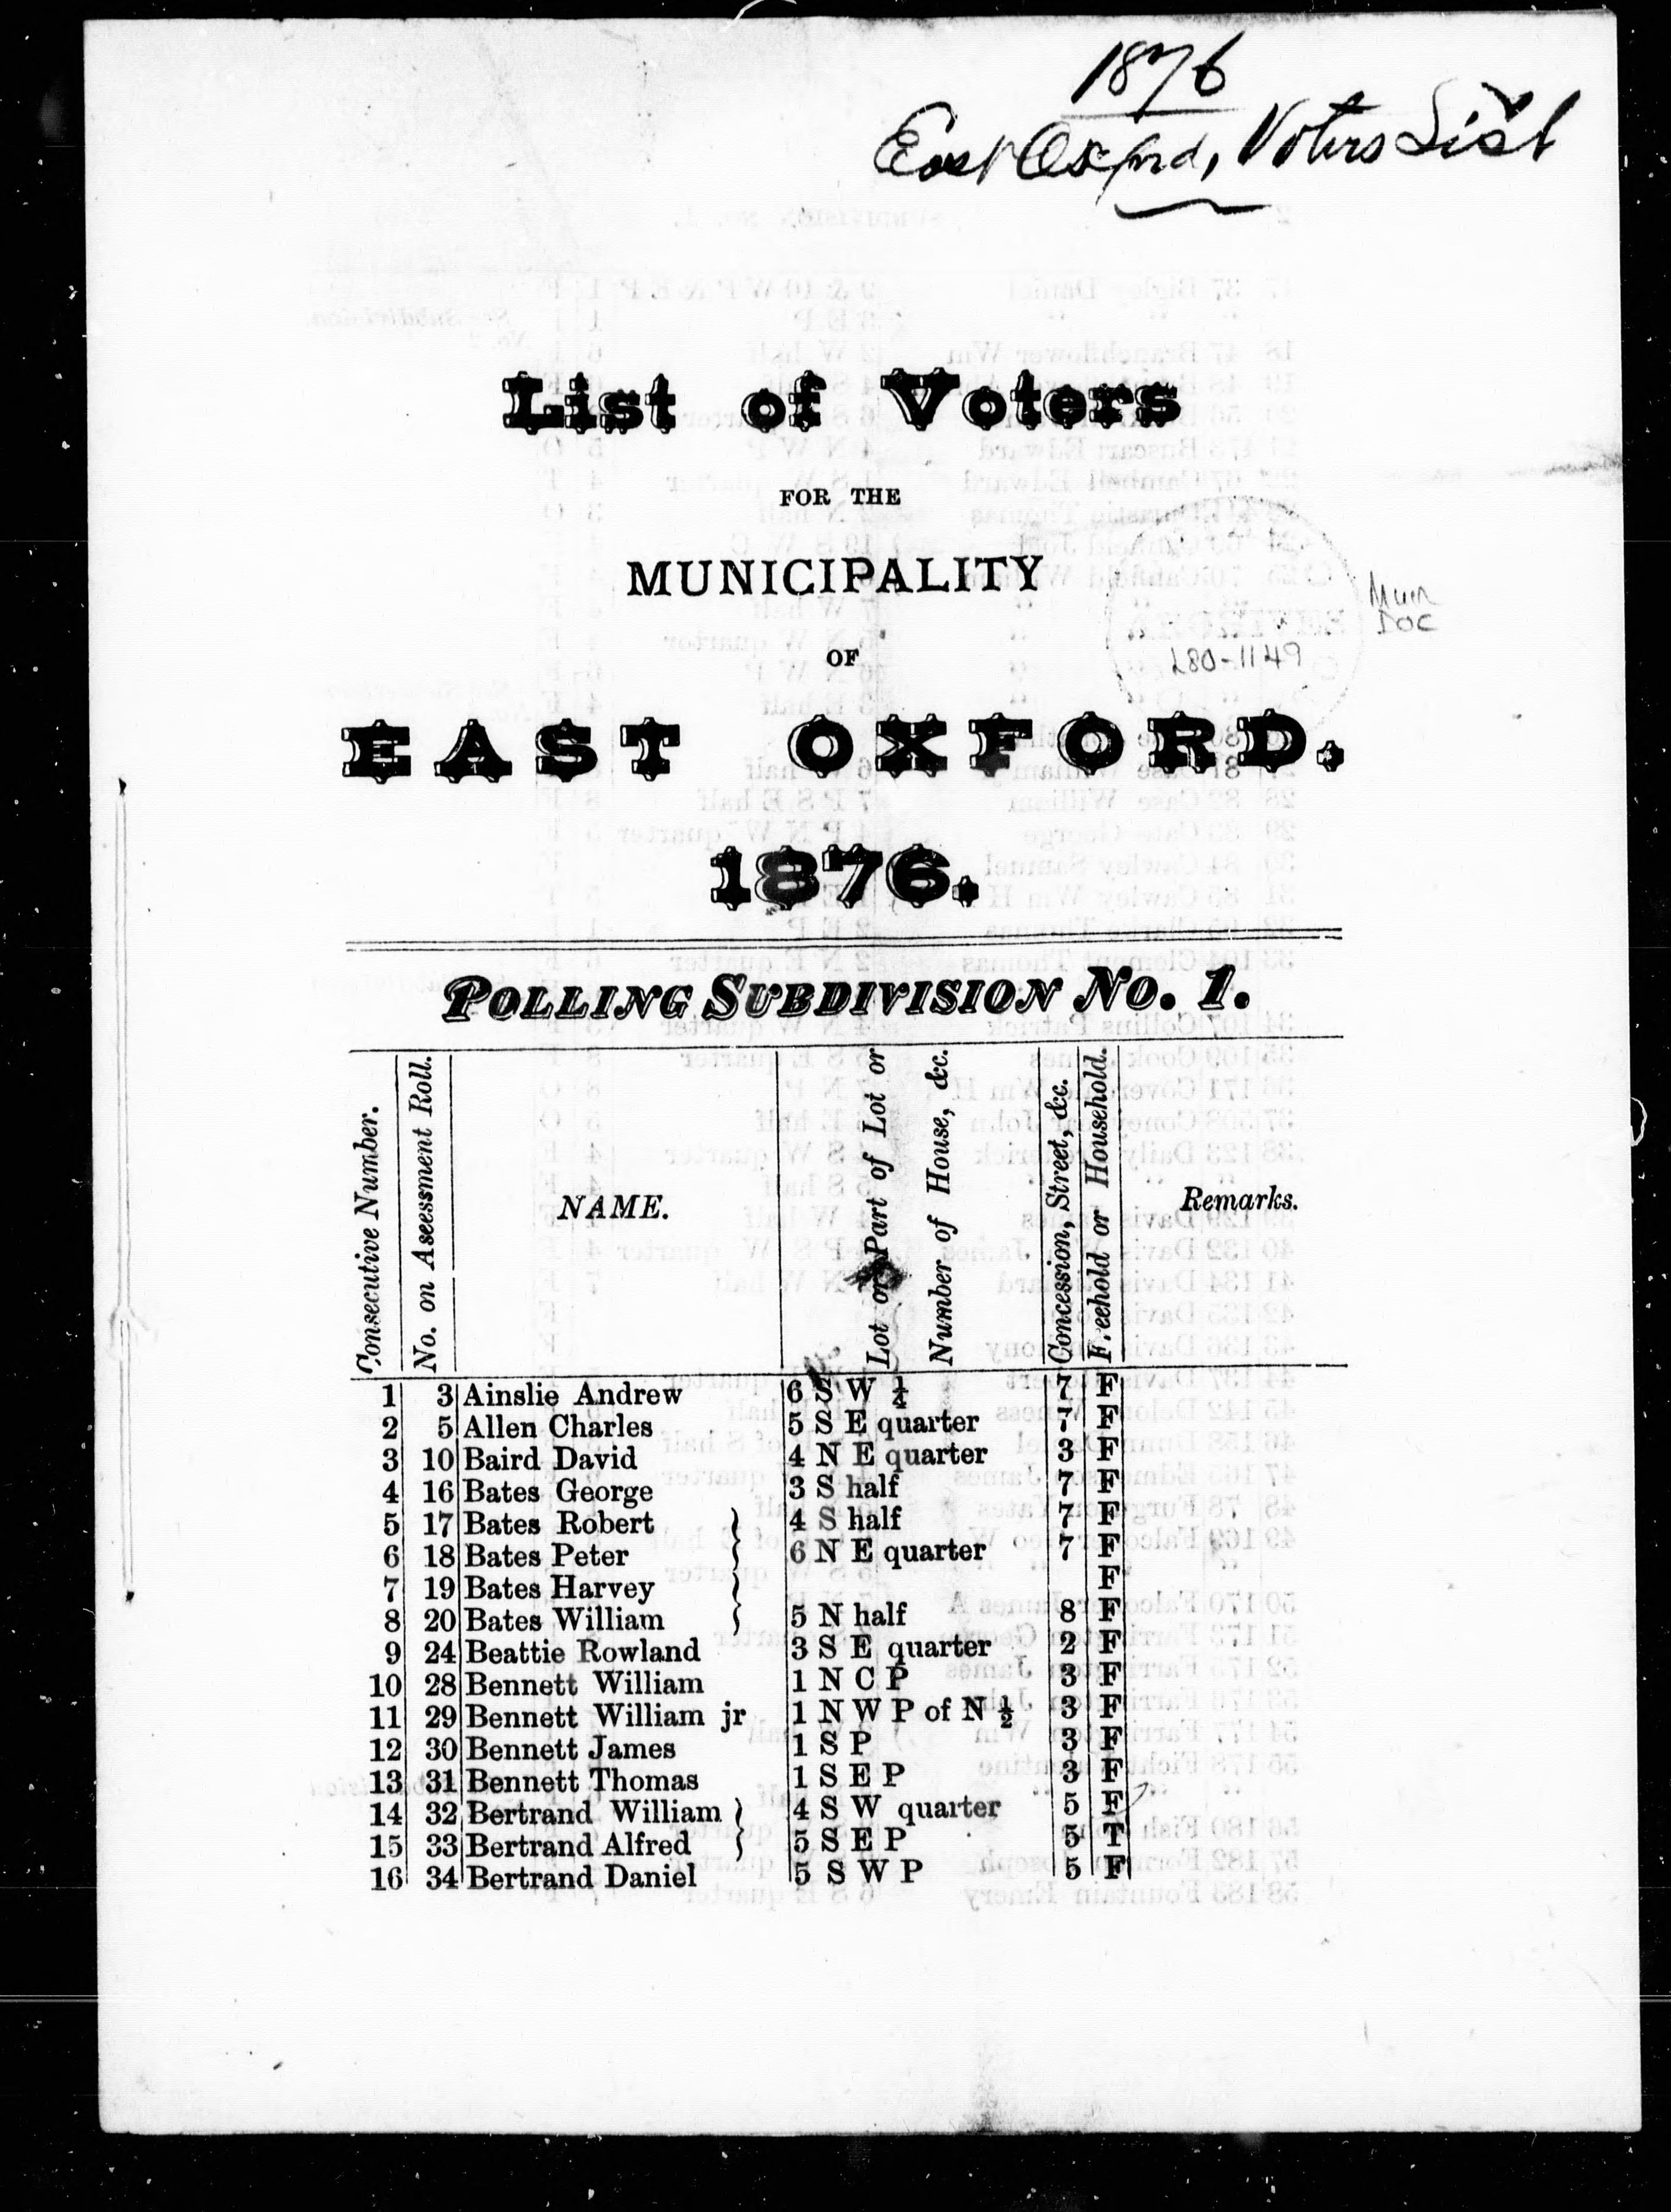 1876
East Oxford, Voters List
List of Voters
FOR THE
MUNICIPALITY
OF
EAST OXFORD.
1876.
Mun
DOC
L80-1149
POLLING SUBDIVISION No. 1.
Consecutive Number.
No. on Asessment Roll.
NAME.
Lot or Part of Lot or
Number of House, &c.
Concession, Street, &c.
Freehold or Household.
Remarks.
1 3 Ainslie Andrew 6 S W ¼ 7 F
2 5 Allen Charles 5 S E quarter 7 F
3 10 Baird David 4 N E quarter 3 F
4 16 Bates George 3 S half 7 F
5 17 Bates Robert } 4 S half 7 F
6 18 Bates Peter } 6 N E quarter 7 F
7 19 Bates Harvey } F
8 20 Bates William } 5 N half 8 F
9 24 Beattie Rowland 3 S E quarter 2 F
10 28 Bennett William 1 N C P 3 F
11 29 Bennett William jr 1 N W P of N ½ 3 F
12 30 Bennett James 1 S P 3 F
13 31 Bennett Thomas 1 S E P 3 F
14 32 Bertrand William } 4 S W quarter 5 F
15 33 Bertrand Alfred } 5 S E P 5 T
16 34 Bertrand Daniel 5 S W P 5 F